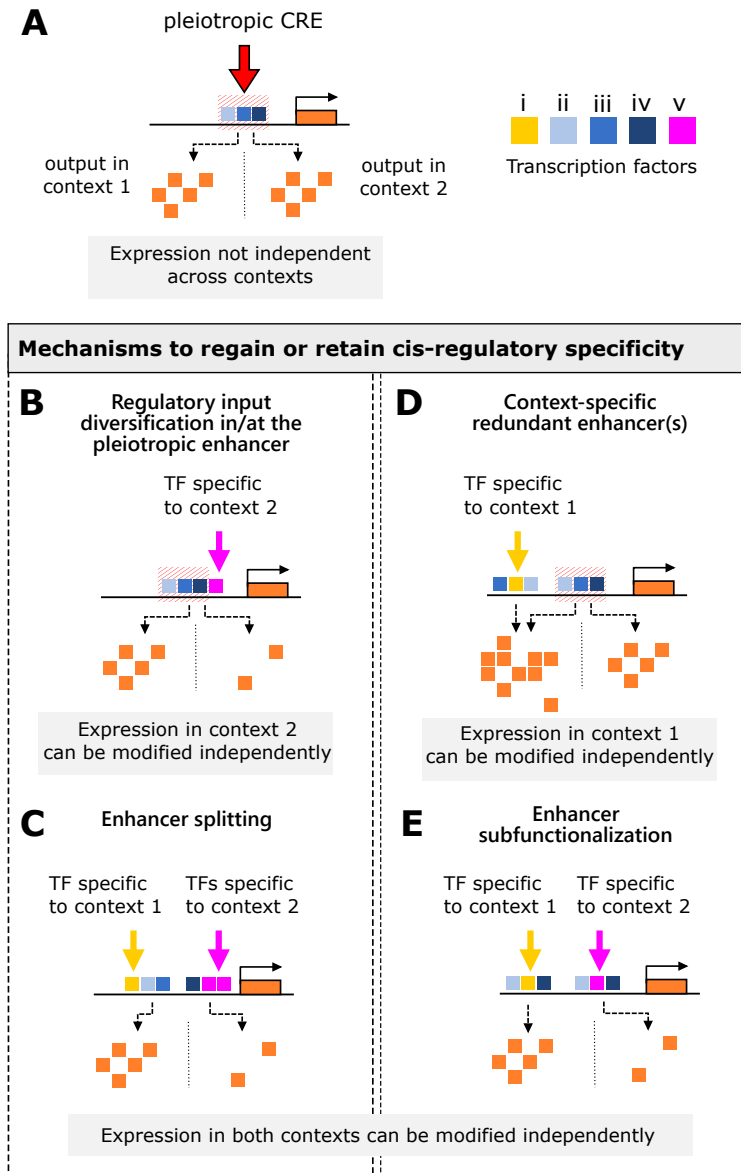 A
pleiotropic CRE
i ii iii iv v
Transcription factors
output in
context 1
output in
context 2
Expression not independent
across contexts
Mechanisms to regain or retain cis-regulatory specificity
B
Regulatory input
diversification in/at the
pleiotropic enhancer
TF specific
to context 2
Expression in context 2
can be modified independently
D
Context-specific
redundant enhancer(s)
TF specific
to context 1
Expression in context 1
can be modified independently
C
Enhancer splitting
TF specific
to context 1
TFs specific
to context 2
E
Enhancer
subfunctionalization
TF specific
to context 1
TF specific
to context 2
Expression in both contexts can be modified independently